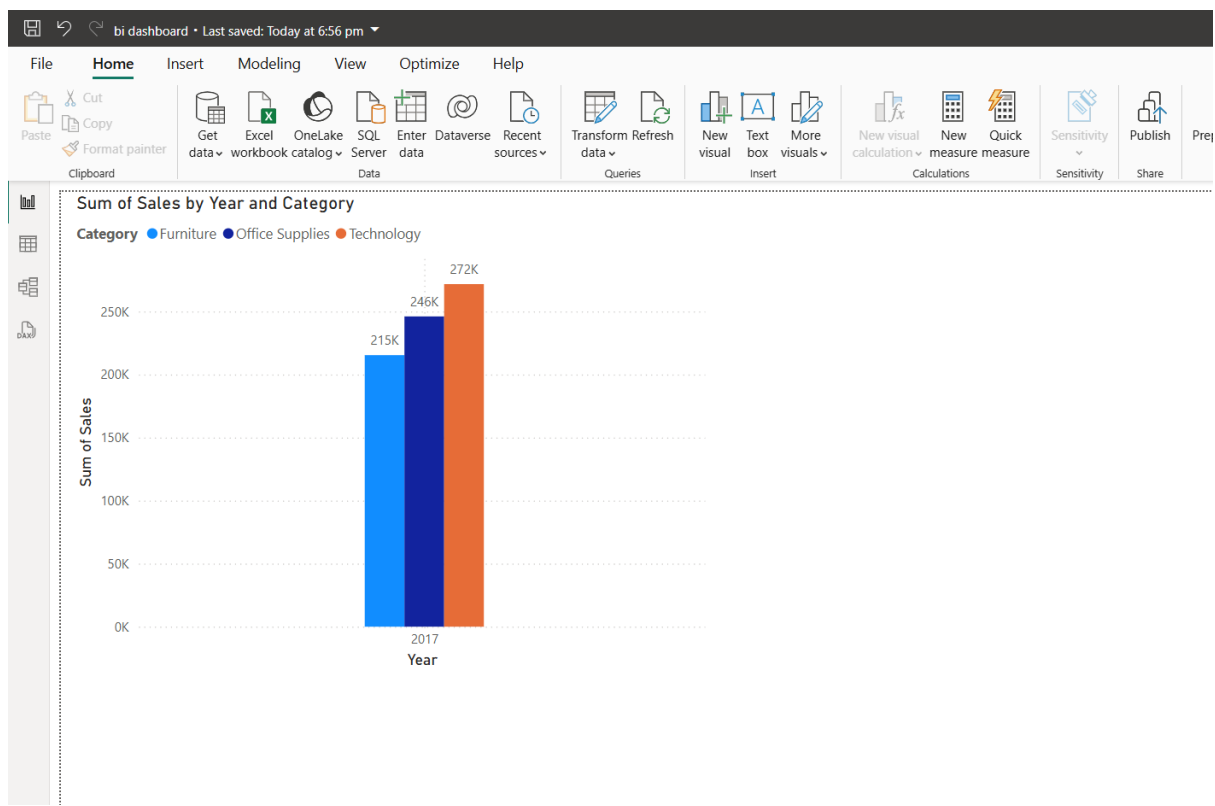 bi dashboard • Last saved: Today at 6:56 pm
File Home Insert Modeling View Optimize Help
Paste
Cut
Copy
Format painter
Clipboard
Get data
Excel workbook
OneLake catalog
SQL Server
Enter data
Dataverse
Recent sources
Data
Transform data
Refresh
Queries
New visual
Text box
More visuals
Insert
New visual calculation
New measure
Quick measure
Calculations
Sensitivity
Sensitivity
Publish
Share
Prep
DAX
Sum of Sales by Year and Category
Category Furniture Office Supplies Technology
272K
246K
215K
250K
200K
150K
100K
50K
0K
Sum of Sales
2017
Year